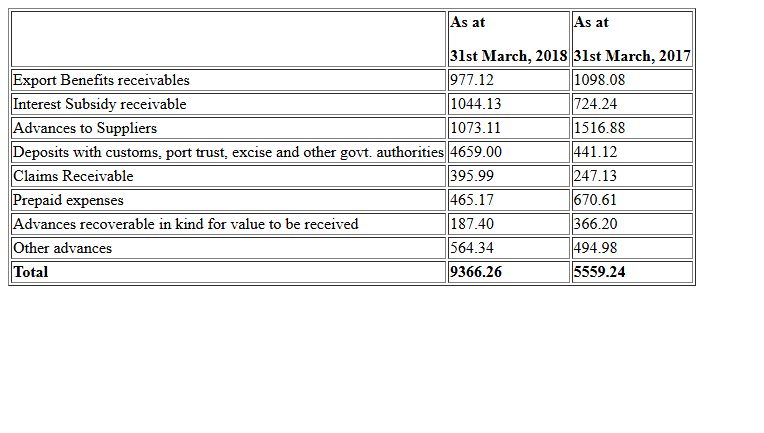 As at As at
31st March, 2018 31st March, 2017
Export Benefits receivables 977.12 1098.08
Interest Subsidy receivable 1044.13 724.24
Advances to Suppliers 1073.11 1516.88
Deposits with customs, port trust, excise and other govt. authorities 4659.00 441.12
Claims Receivable 395.99 247.13
Prepaid expenses 465.17 670.61
Advances recoverable in kind for value to be received 187.40 366.20
Other advances 564.34 494.98
Total 9366.26 5559.24